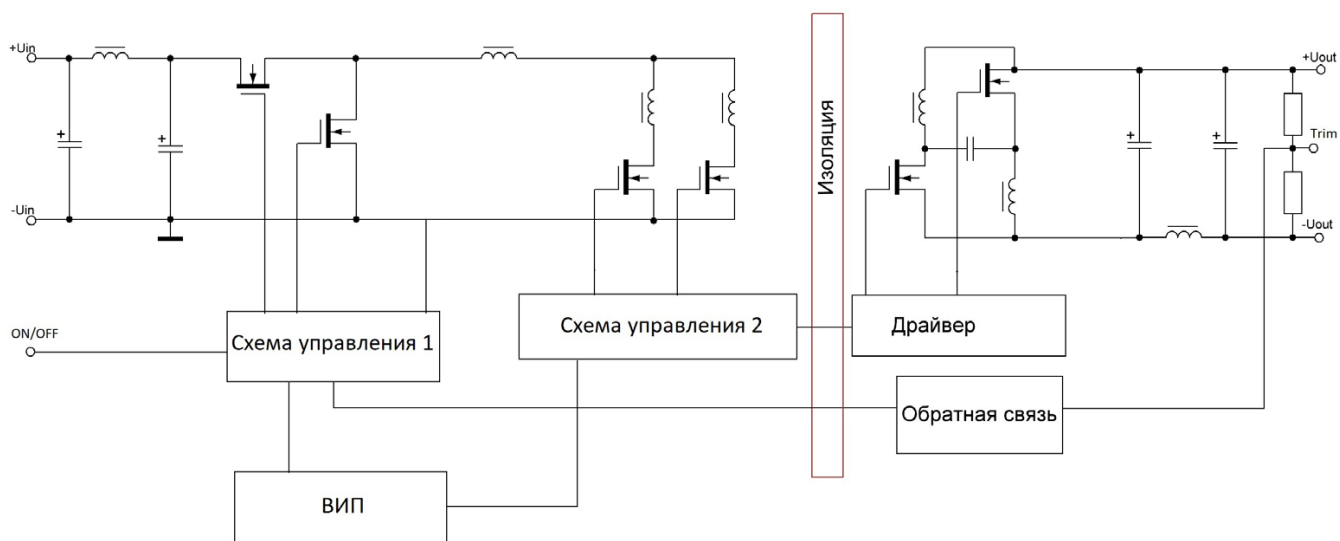 +Uin
+Uout
Изоляция
Trim
-Uin
-Uout
ON/OFF
Схема управления 1
Схема управления 2
Драйвер
Обратная связь
ВИП